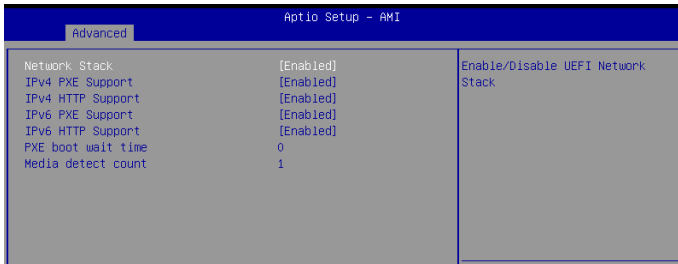 Aptio Setup – AMI
Advanced
Network Stack [Enabled]
IPv4 PXE Support [Enabled]
IPv4 HTTP Support [Enabled]
IPv6 PXE Support [Enabled]
IPv6 HTTP Support [Enabled]
PXE boot wait time 0
Media detect count 1
Enable/Disable UEFI Network
Stack